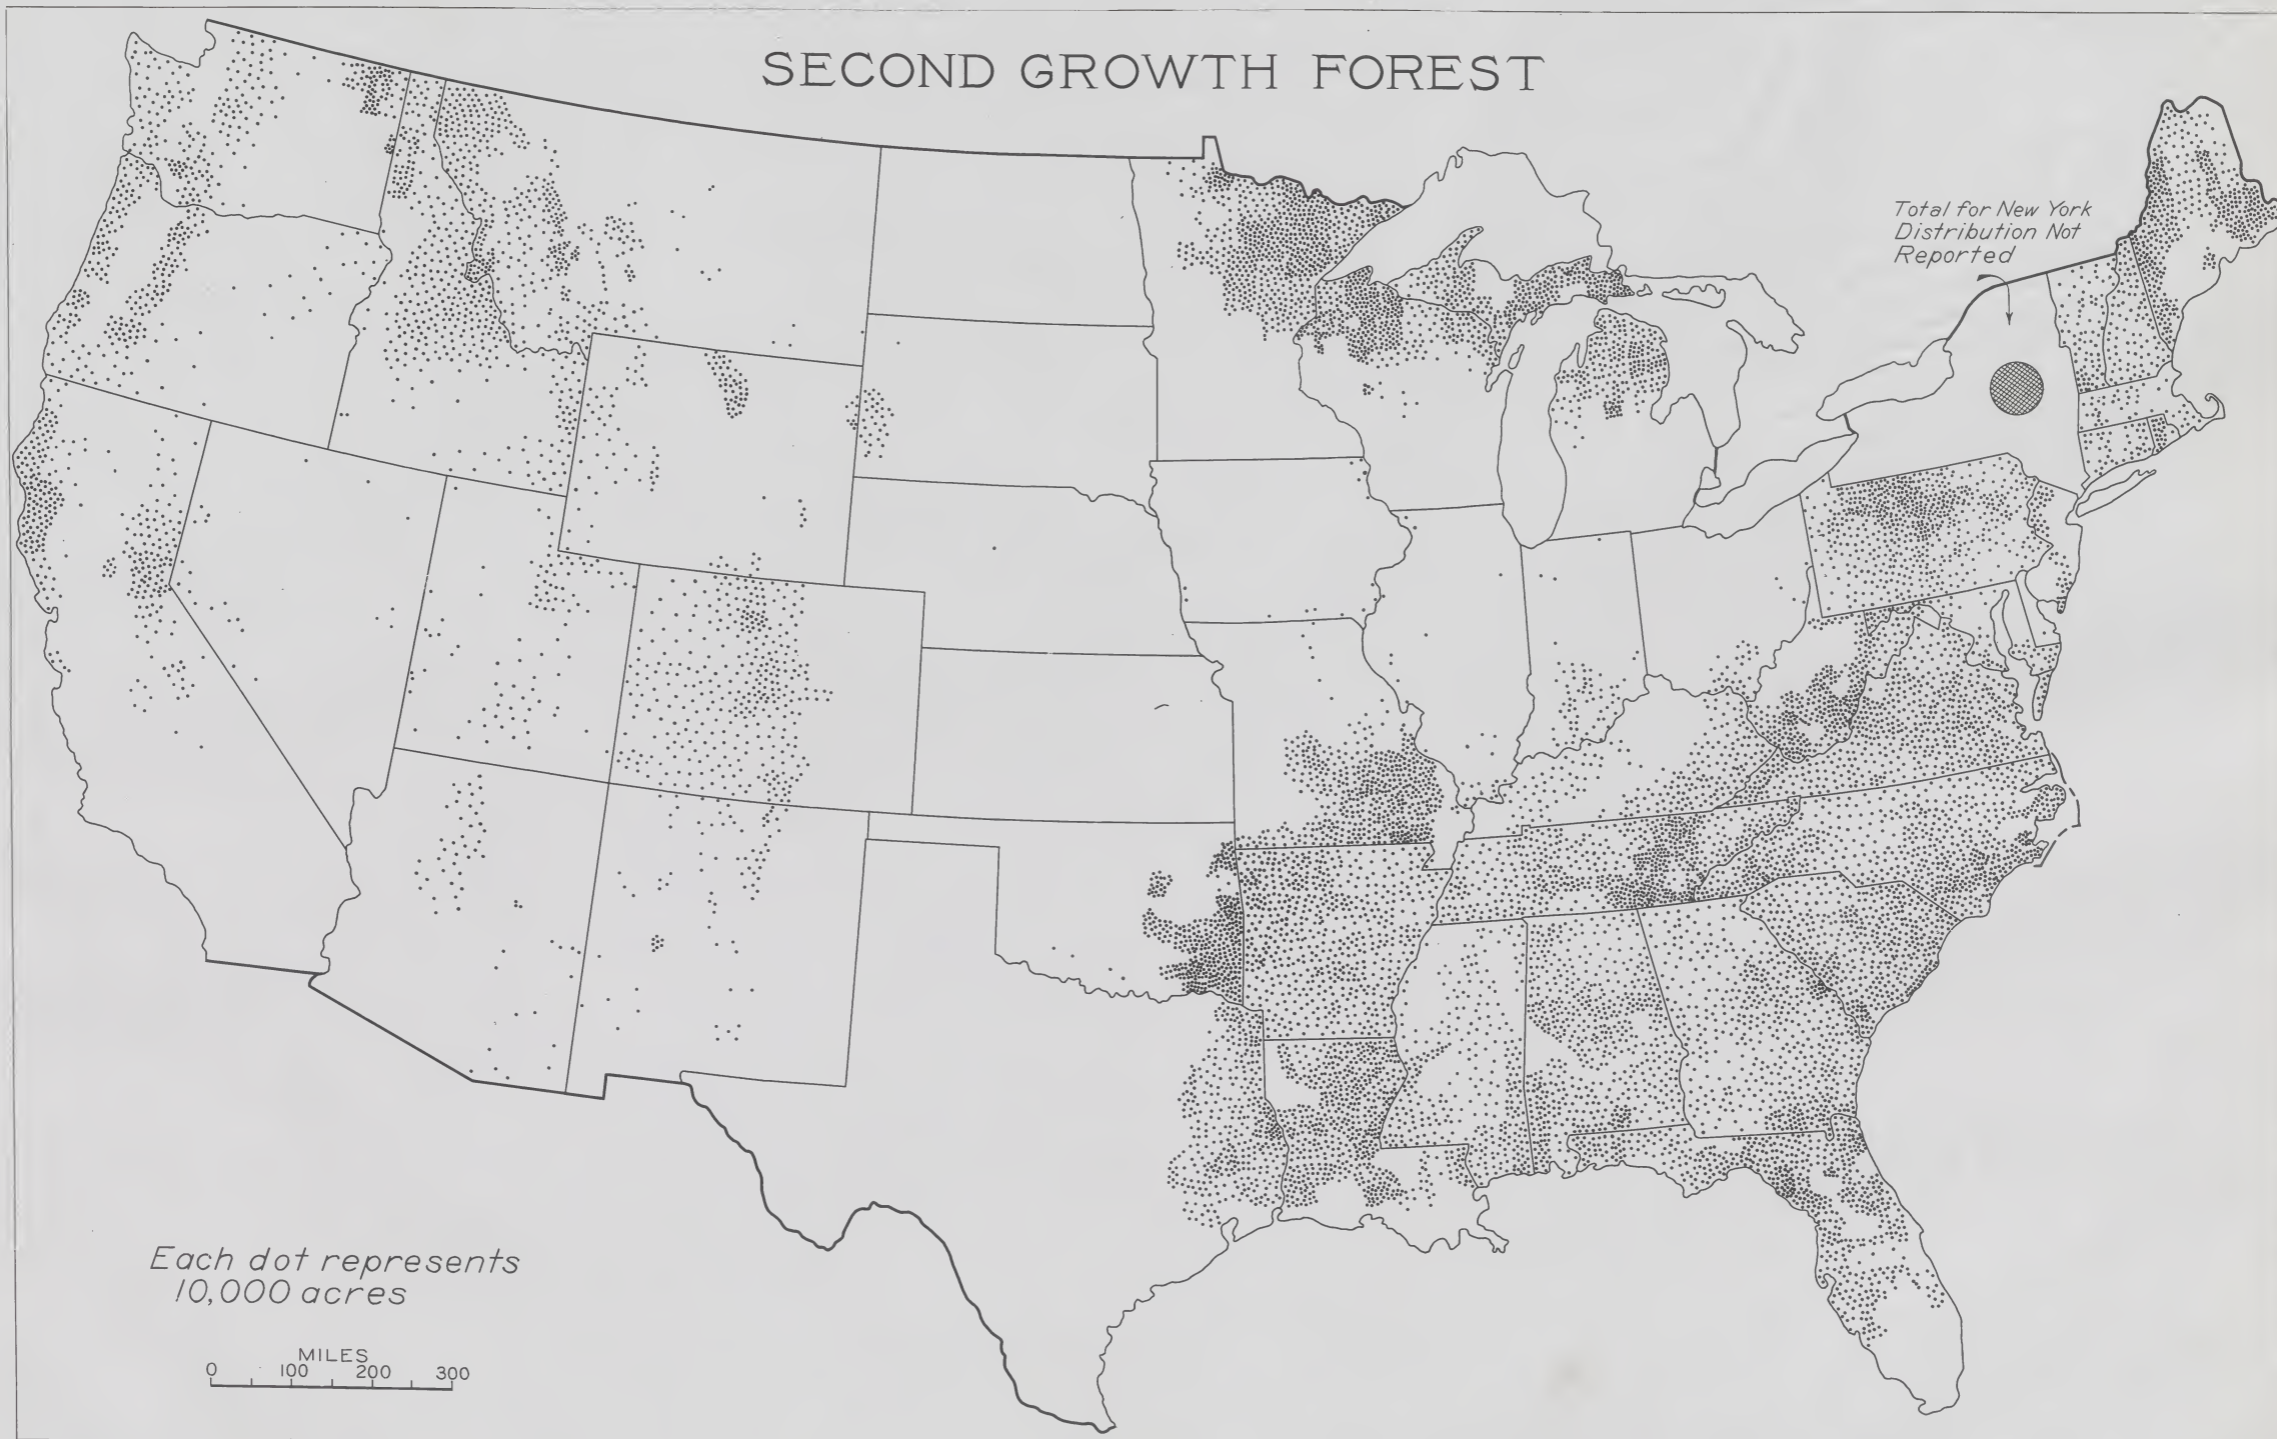 SECOND GROWTH FOREST
Total for New York
Distribution Not
Reported
Each dot represents
10,000 acres
MILES
0 100 200 300